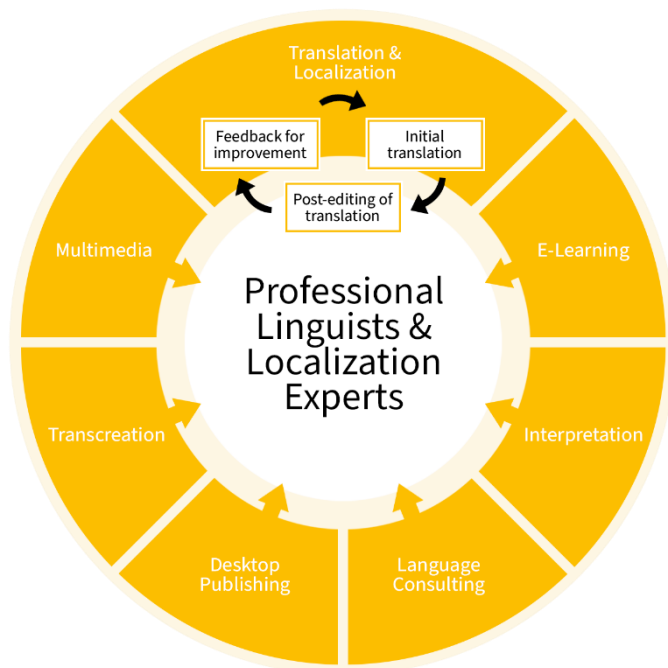 Translation &
Localization
Feedback for
improvement
Initial
translation
Post-editing of
translation
Multimedia
E-Learning
Professional
Linguists &
Localization
Experts
Transcreation
Interpretation
Desktop
Publishing
Language
Consulting